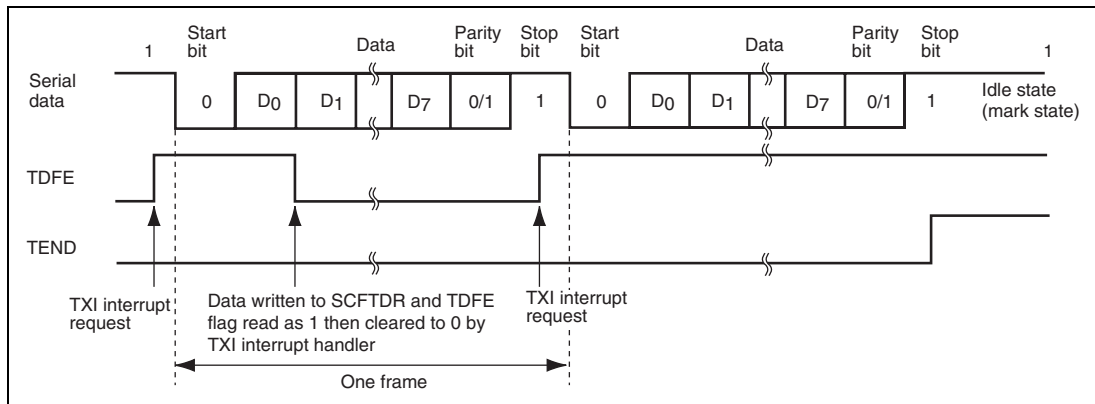 1 Start bit Data Parity bit Stop bit Start bit Data Parity bit Stop bit 1
Serial data 0 D0 D1 D7 0/1 1 0 D0 D1 D7 0/1 1 Idle state (mark state)
TDFE
TEND
TXI interrupt request
Data written to SCFTDR and TDFE
flag read as 1 then cleared to 0 by
TXI interrupt handler
TXI interrupt request
One frame